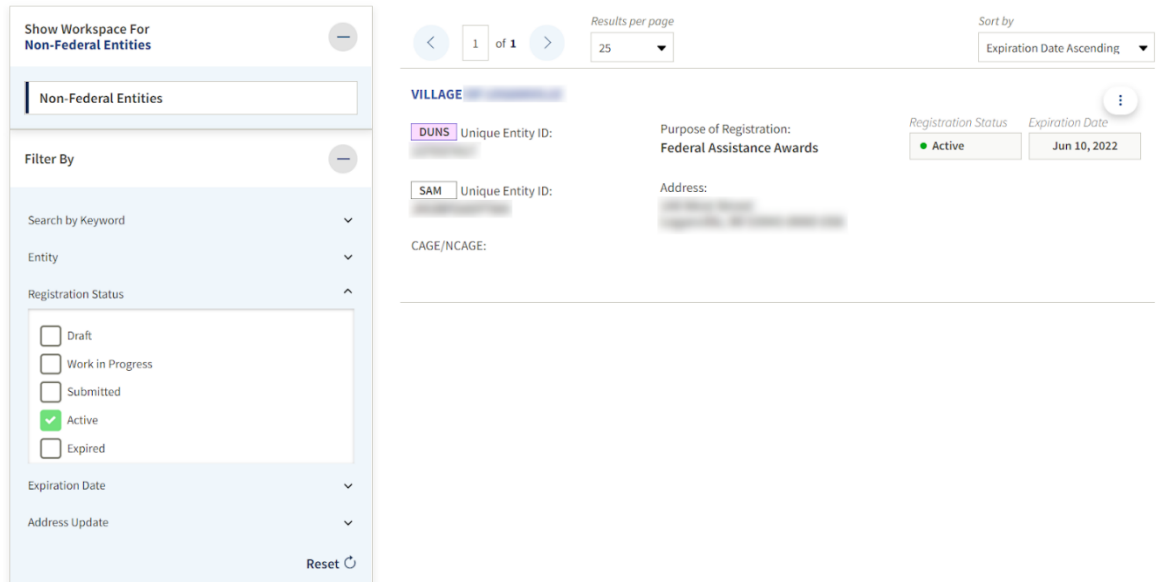 Show Workspace For
Non-Federal Entities
Non-Federal Entities
Filter By
Search by Keyword
Entity
Registration Status
Draft
Work in Progress
Submitted
Active
Expired
Expiration Date
Address Update
Reset
1 of 1
Results per page
25
Sort by
Expiration Date Ascending
VILLAGE
DUNS Unique Entity ID:
SAM Unique Entity ID:
CAGE/NCAGE:
Purpose of Registration:
Federal Assistance Awards
Address:
Registration Status
Active
Expiration Date
Jun 10, 2022